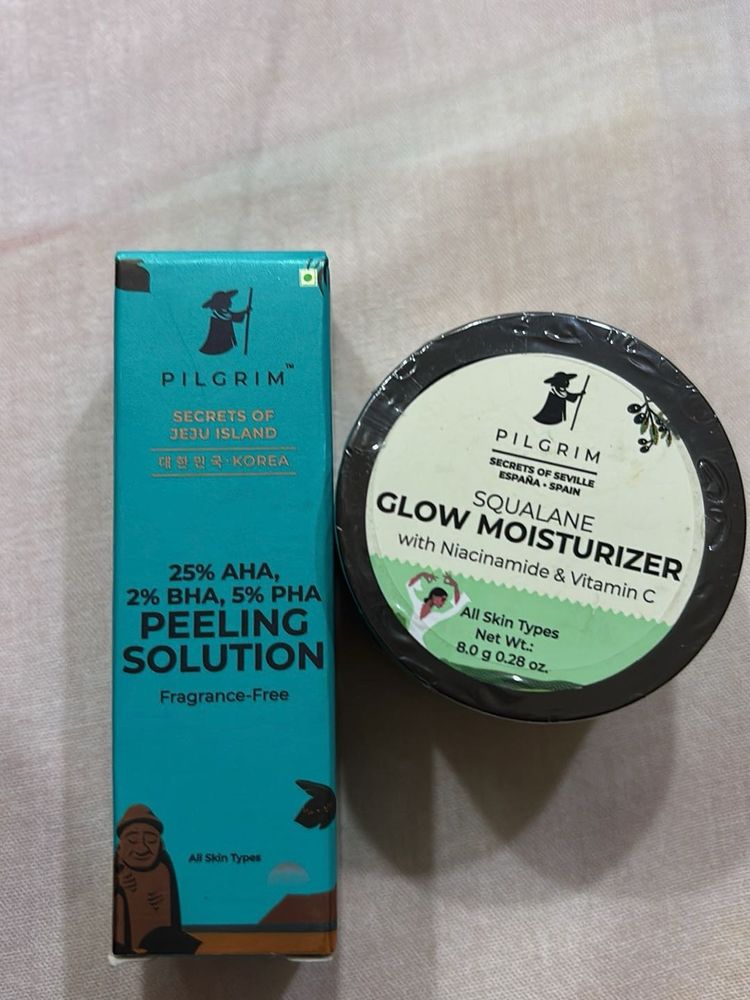 PILGRIM™
SECRETS OF
JEJU ISLAND
대한민국·KOREA
25% AHA,
2% BHA, 5% PHA
PEELING
SOLUTION
Fragrance-Free
All Skin Types
PILGRIM
SECRETS OF SEVILLE
ESPAÑA • SPAIN
SQUALANE
GLOW MOISTURIZER
with Niacinamide & Vitamin C
All Skin Types
Net Wt.:
8.0 g 0.28 oz.